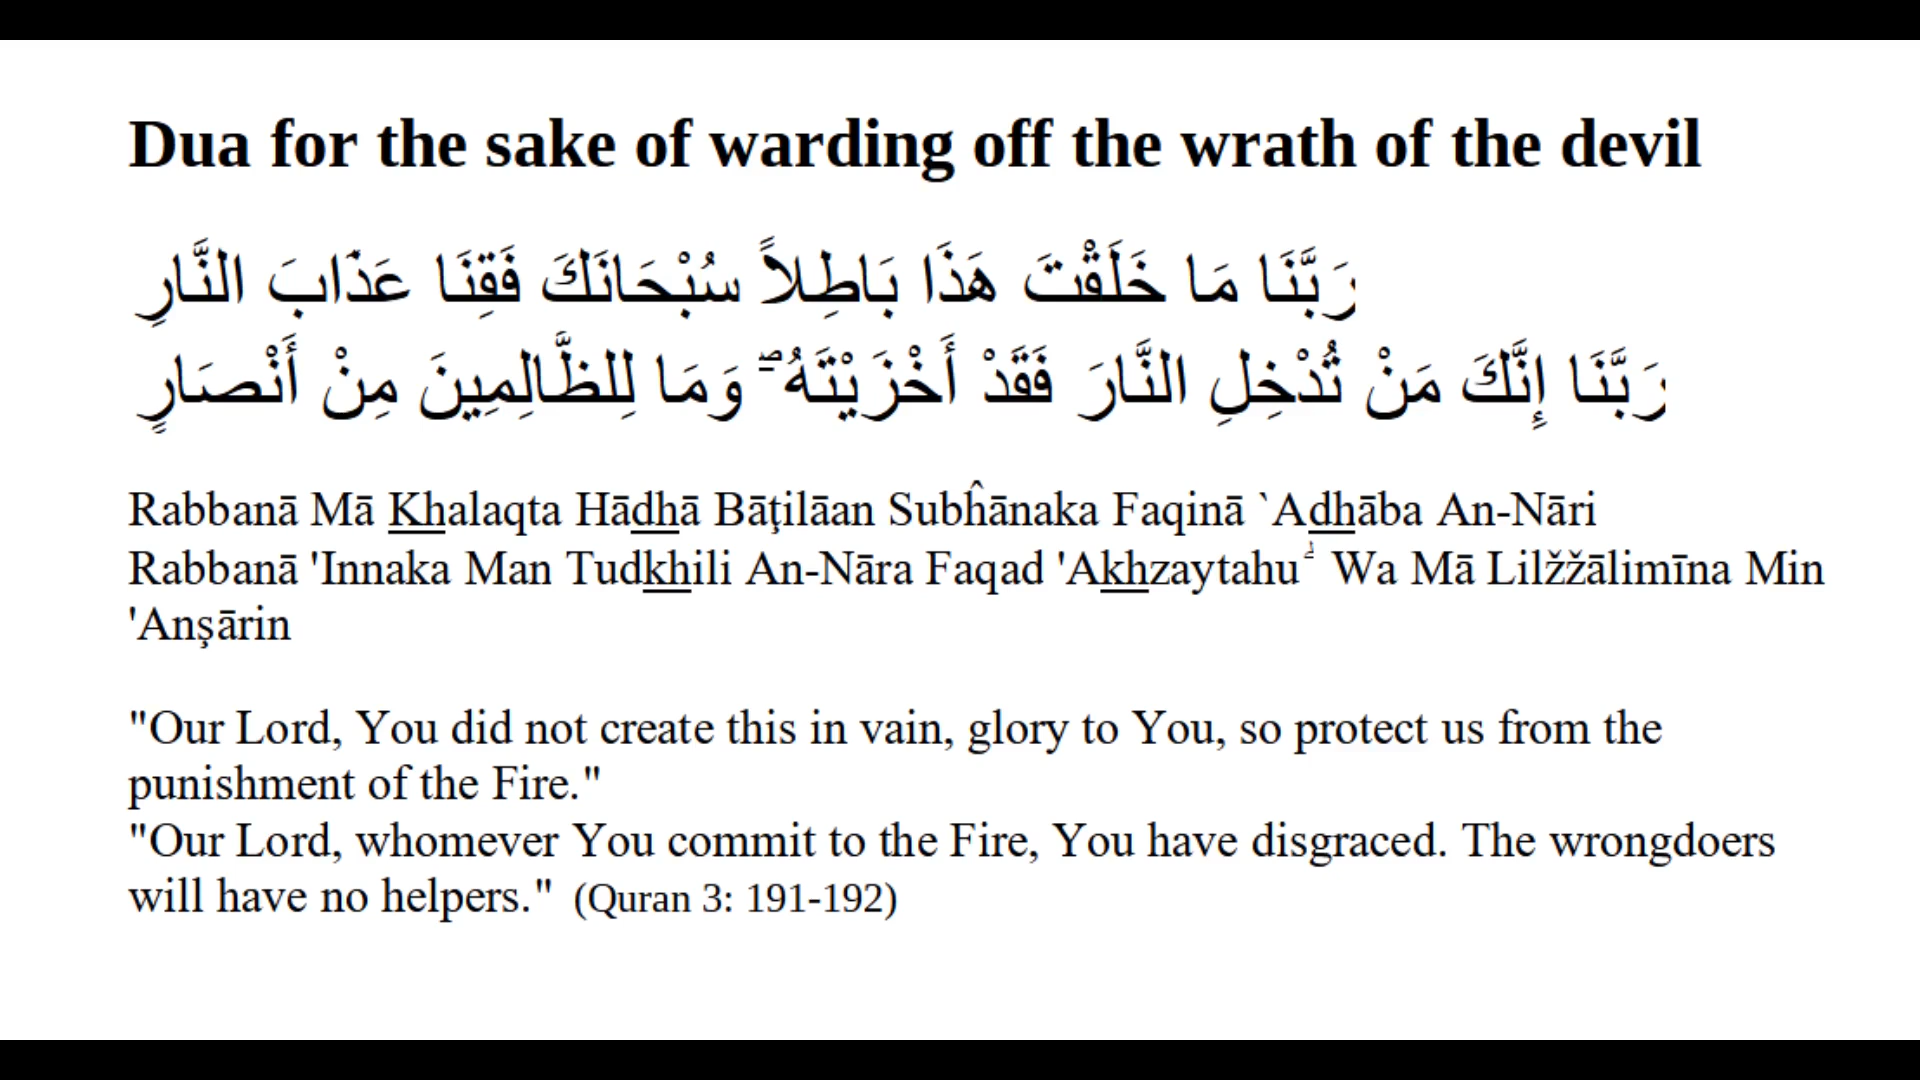 Dua for the sake of warding off the wrath of the devil
رَبَّنَا مَا خَلَقْتَ هَذَا بَاطِلاً سُبْحَانَكَ فَقِنَا عَذَابَ النَّارِ
رَبَّنَا إِنَّكَ مَنْ تُدْخِلِ النَّارَ فَقَدْ أَخْزَيْتَهُ ۖ وَمَا لِلظَّالِمِينَ مِنْ أَنْصَارٍ
Rabbanā Mā Khalaqta Hādhā Bāţilāan Subĥānaka Faqinā `Adhāba An-Nāri
Rabbanā 'Innaka Man Tudkhili An-Nāra Faqad 'Akhzaytahu ۖ Wa Mā Lilžžālimīna Min
'Anşārin
"Our Lord, You did not create this in vain, glory to You, so protect us from the
punishment of the Fire."
"Our Lord, whomever You commit to the Fire, You have disgraced. The wrongdoers
will have no helpers." (Quran 3: 191-192)